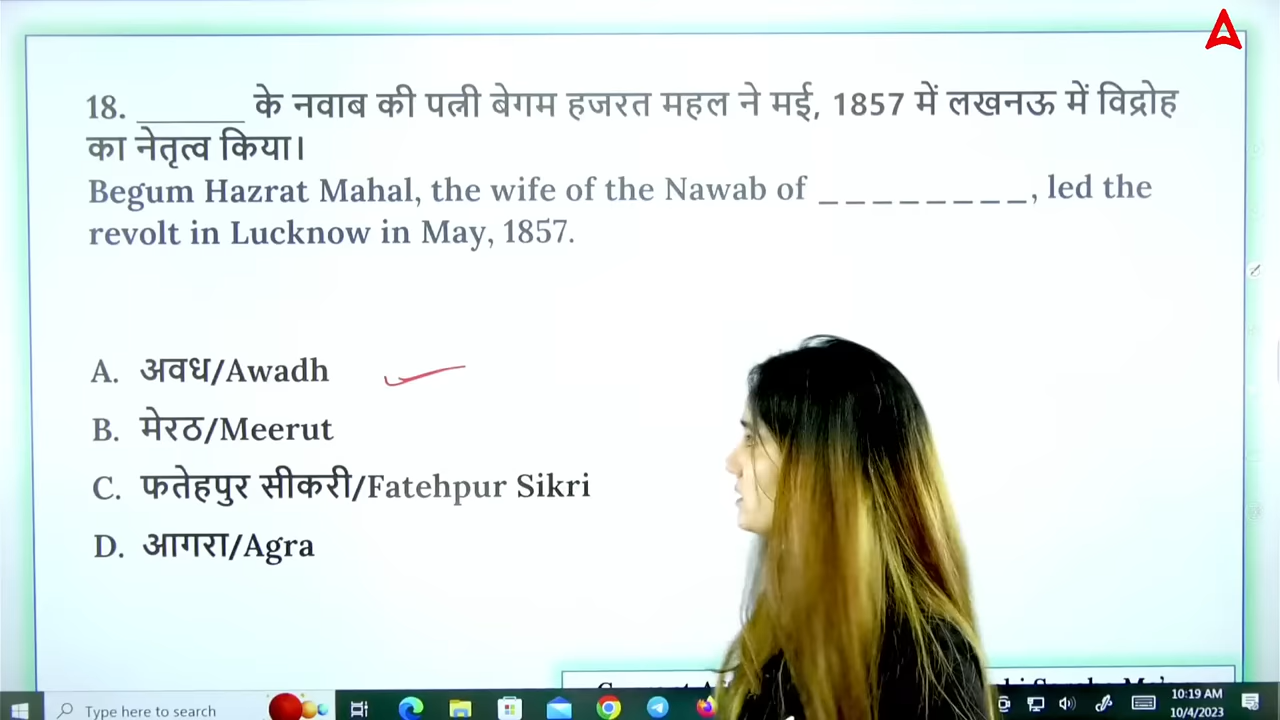 18. ______ के नवाब की पत्नी बेगम हजरत महल ने मई, 1857 में लखनऊ में विद्रोह
का नेतृत्व किया।
Begum Hazrat Mahal, the wife of the Nawab of ________, led the
revolt in Lucknow in May, 1857.
A. अवध/Awadh
B. मेरठ/Meerut
C. फतेहपुर सीकरी/Fatehpur Sikri
D. आगरा/Agra
Type here to search
10:19 AM
10/4/2023